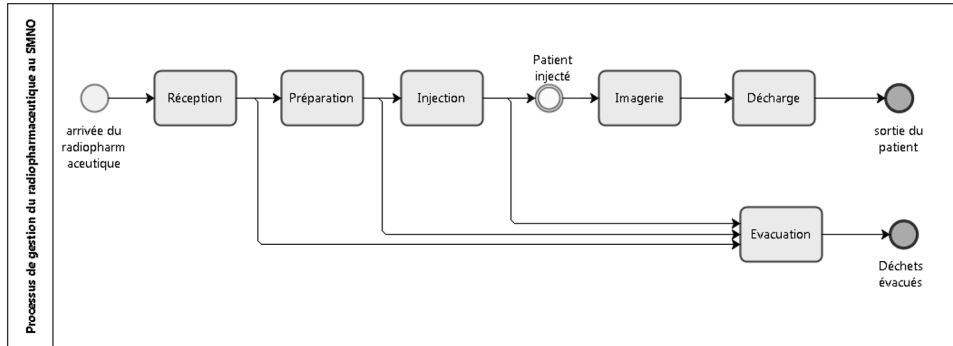 Processus de gestion du radiopharmaceutique au SMNO
arrivée du
radiopharm
aceutique
Réception
Préparation
Injection
Patient
injecté
Imagerie
Décharge
sortie du
patient
Evacuation
Déchets
évacués